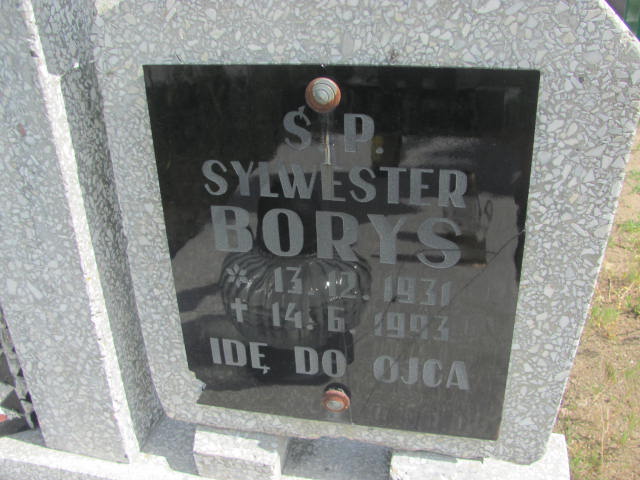 Ś P.
SYLWESTER
BORYS
* 13.12.1931
✝ 14.6.1993
IDĘ DO OJCA